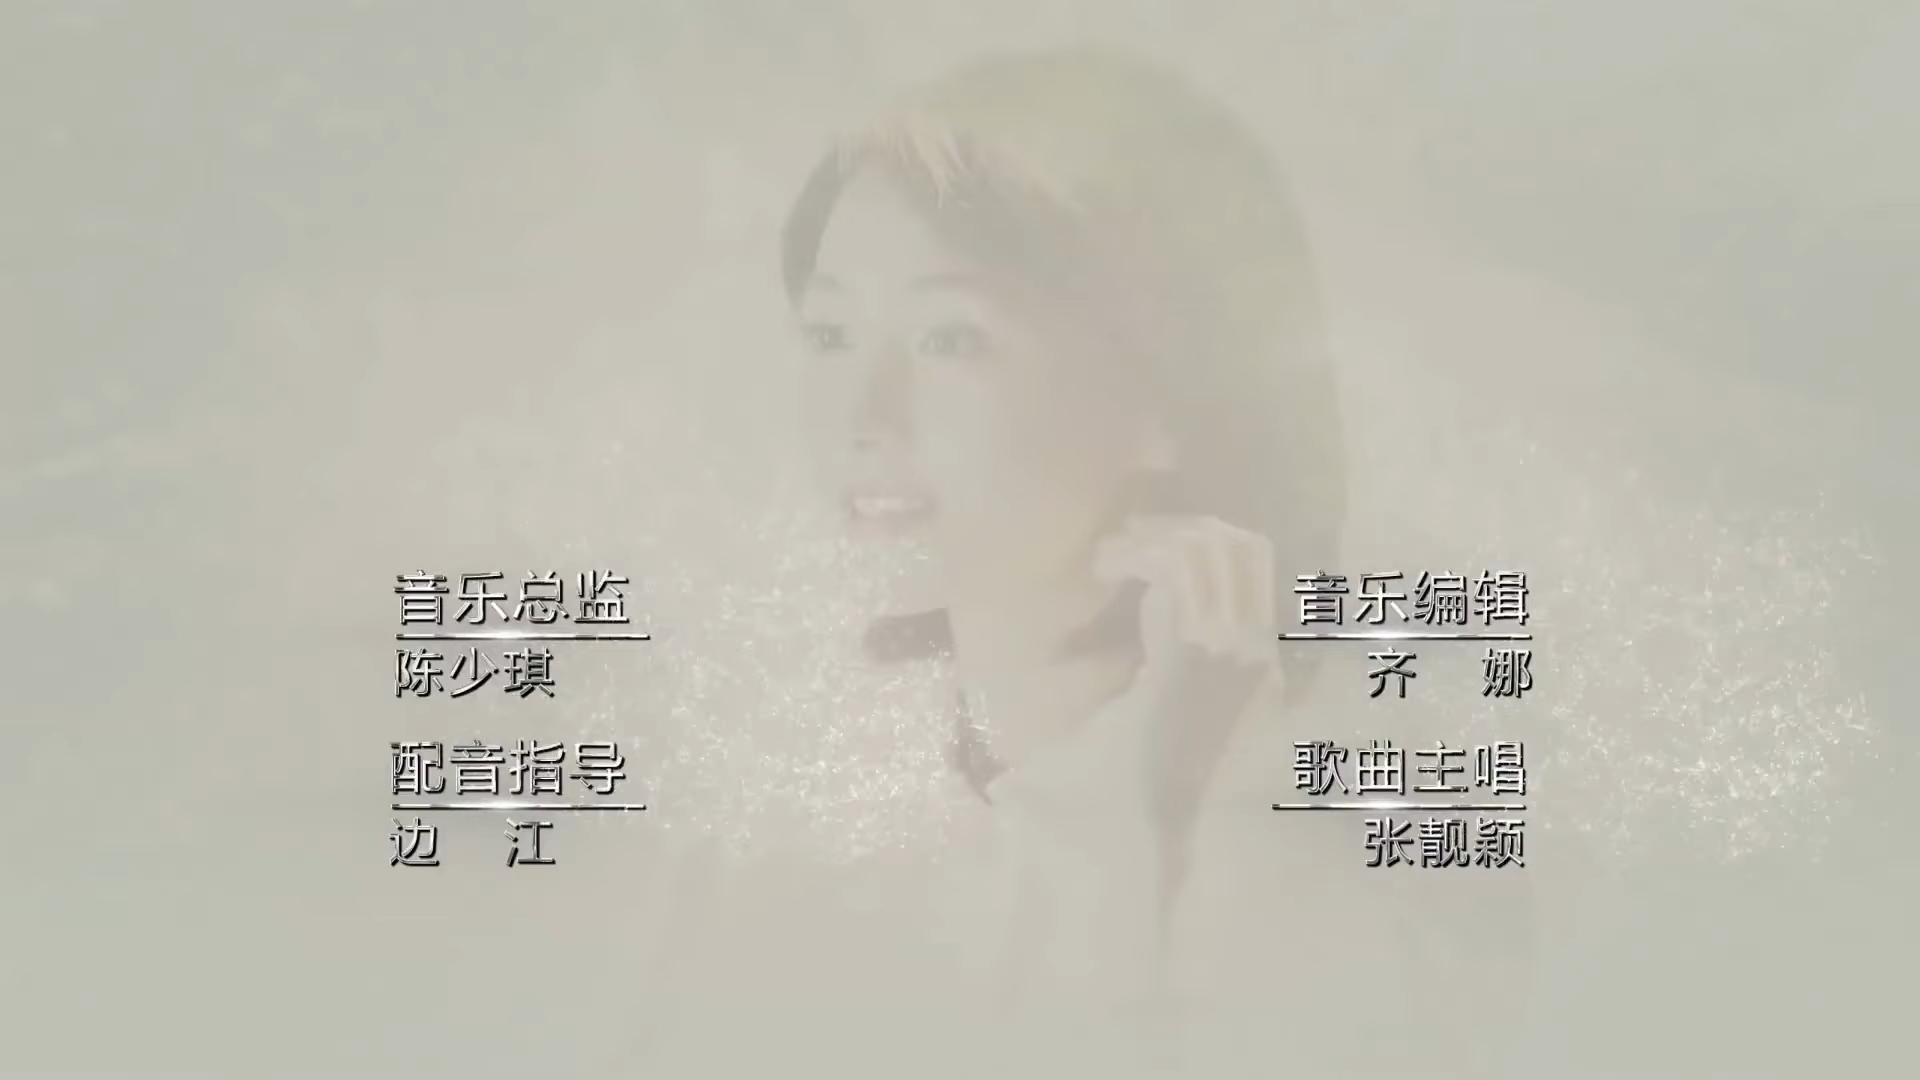 音乐总监
陈少琪
配音指导
边 江
音乐编辑
齐 娜
歌曲主唱
张靓颖